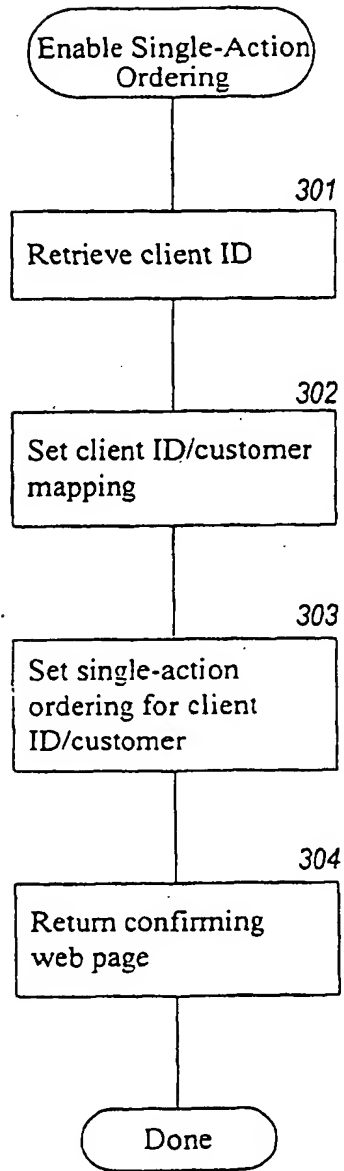 Enable Single-Action
Ordering
301
Retrieve client ID
302
Set client ID/customer
mapping
303
Set single-action
ordering for client
ID/customer
304
Return confirming
web page
Done